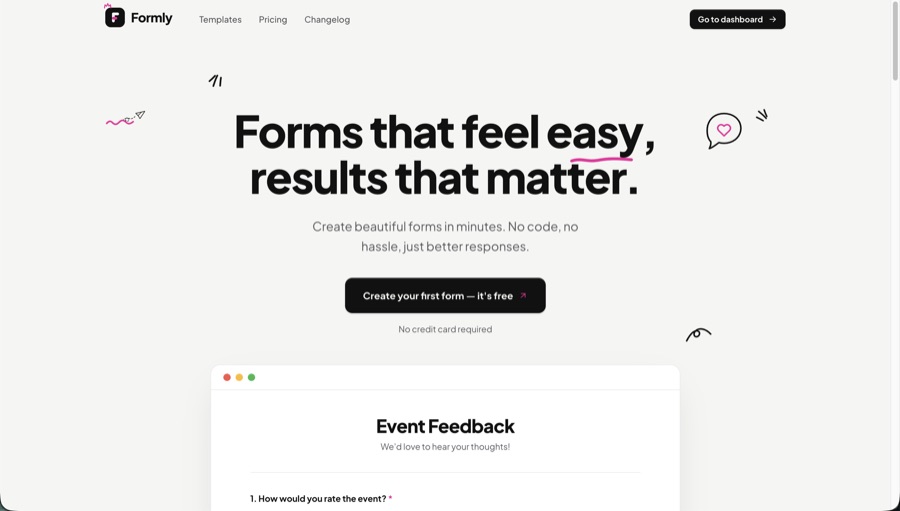 F Formly
Templates Pricing Changelog
Go to dashboard →
Forms that feel easy,
results that matter.
Create beautiful forms in minutes. No code, no
hassle, just better responses.
Create your first form — it's free ↗
No credit card required
Event Feedback
We'd love to hear your thoughts!
1. How would you rate the event? *